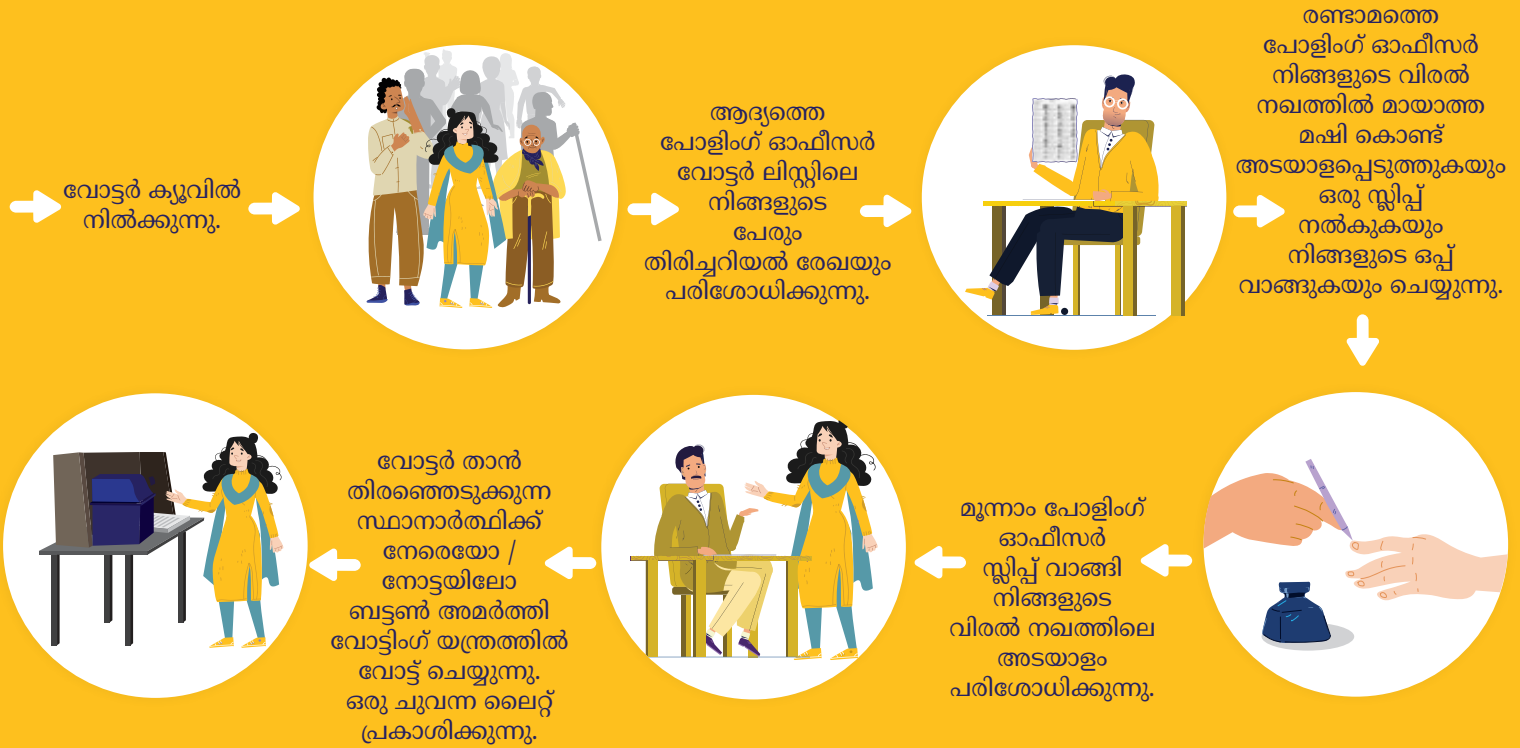 വോട്ടർ ക്യൂവിൽ
നിൽക്കുന്നു.
ആദ്യത്തെ
പോളിംഗ് ഓഫീസർ
വോട്ടർ ലിസ്റ്റിലെ
നിങ്ങളുടെ
പേരും
തിരിച്ചറിയൽ രേഖയും
പരിശോധിക്കുന്നു.
രണ്ടാമത്തെ
പോളിംഗ് ഓഫീസർ
നിങ്ങളുടെ വിരൽ
നഖത്തിൽ മായാത്ത
മഷി കൊണ്ട്
അടയാളപ്പെടുത്തുകയും
ഒരു സ്ലിപ്പ്
നൽകുകയും
നിങ്ങളുടെ ഒപ്പ്
വാങ്ങുകയും ചെയ്യുന്നു.
മൂന്നാം പോളിംഗ്
ഓഫീസർ
സ്ലിപ്പ് വാങ്ങി
നിങ്ങളുടെ
വിരൽ നഖത്തിലെ
അടയാളം
പരിശോധിക്കുന്നു.
വോട്ടർ താൻ
തിരഞ്ഞെടുക്കുന്ന
സ്ഥാനാർത്ഥിക്ക്
നേരെയോ /
നോട്ടയിലോ
ബട്ടൺ അമർത്തി
വോട്ടിംഗ് യന്ത്രത്തിൽ
വോട്ട് ചെയ്യുന്നു.
ഒരു ചുവന്ന ലൈറ്റ്
പ്രകാശിക്കുന്നു.